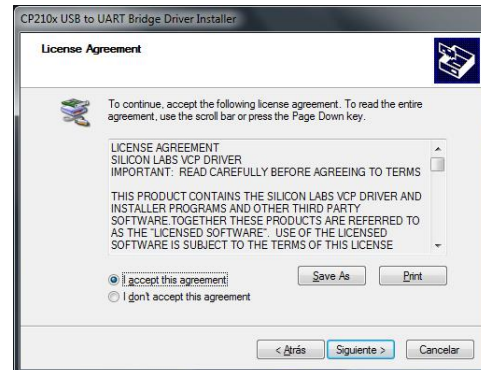 CP210x USB to UART Bridge Driver Installer
License Agreement
To continue, accept the following license agreement. To read the entire
agreement, use the scroll bar or press the Page Down key.
LICENSE AGREEMENT
SILICON LABS VCP DRIVER
IMPORTANT: READ CAREFULLY BEFORE AGREEING TO TERMS
THIS PRODUCT CONTAINS THE SILICON LABS VCP DRIVER AND
INSTALLER PROGRAMS AND OTHER THIRD PARTY
SOFTWARE.TOGETHER THESE PRODUCTS ARE REFERRED TO
AS THE "LICENSED SOFTWARE". USE OF THE LICENSED
SOFTWARE IS SUBJECT TO THE TERMS OF THIS LICENSE
I accept this agreement
Save As
Print
I don't accept this agreement
< Atrás
Siguiente >
Cancelar